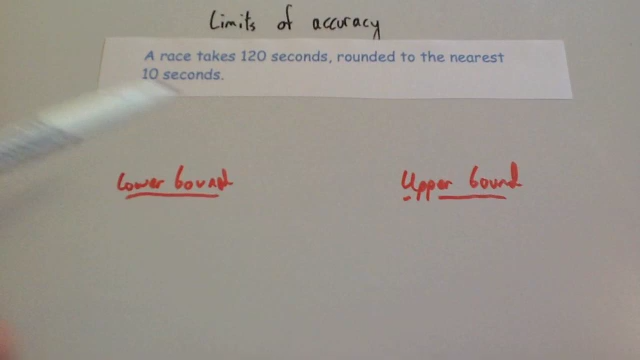 Limits of accuracy
A race takes 120 seconds, rounded to the nearest
10 seconds.
Lower bound
Upper bound